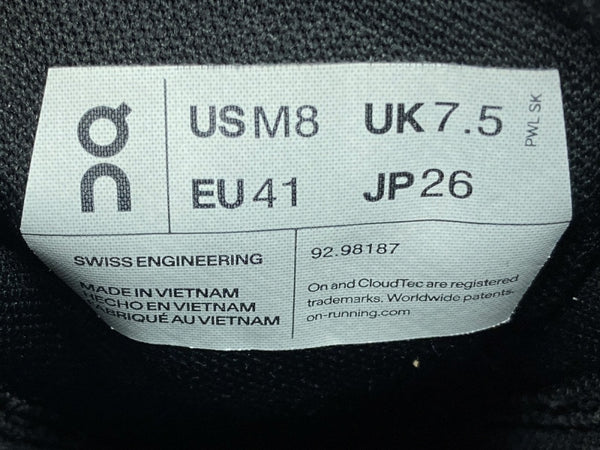 US M8 UK 7.5
EU 41 JP 26
PWL SK
SWISS ENGINEERING
MADE IN VIETNAM
HECHO EN VIETNAM
FABRIQUÉ AU VIETNAM
92.98187
On and CloudTec are registered
trademarks. Worldwide patents.
on-running.com